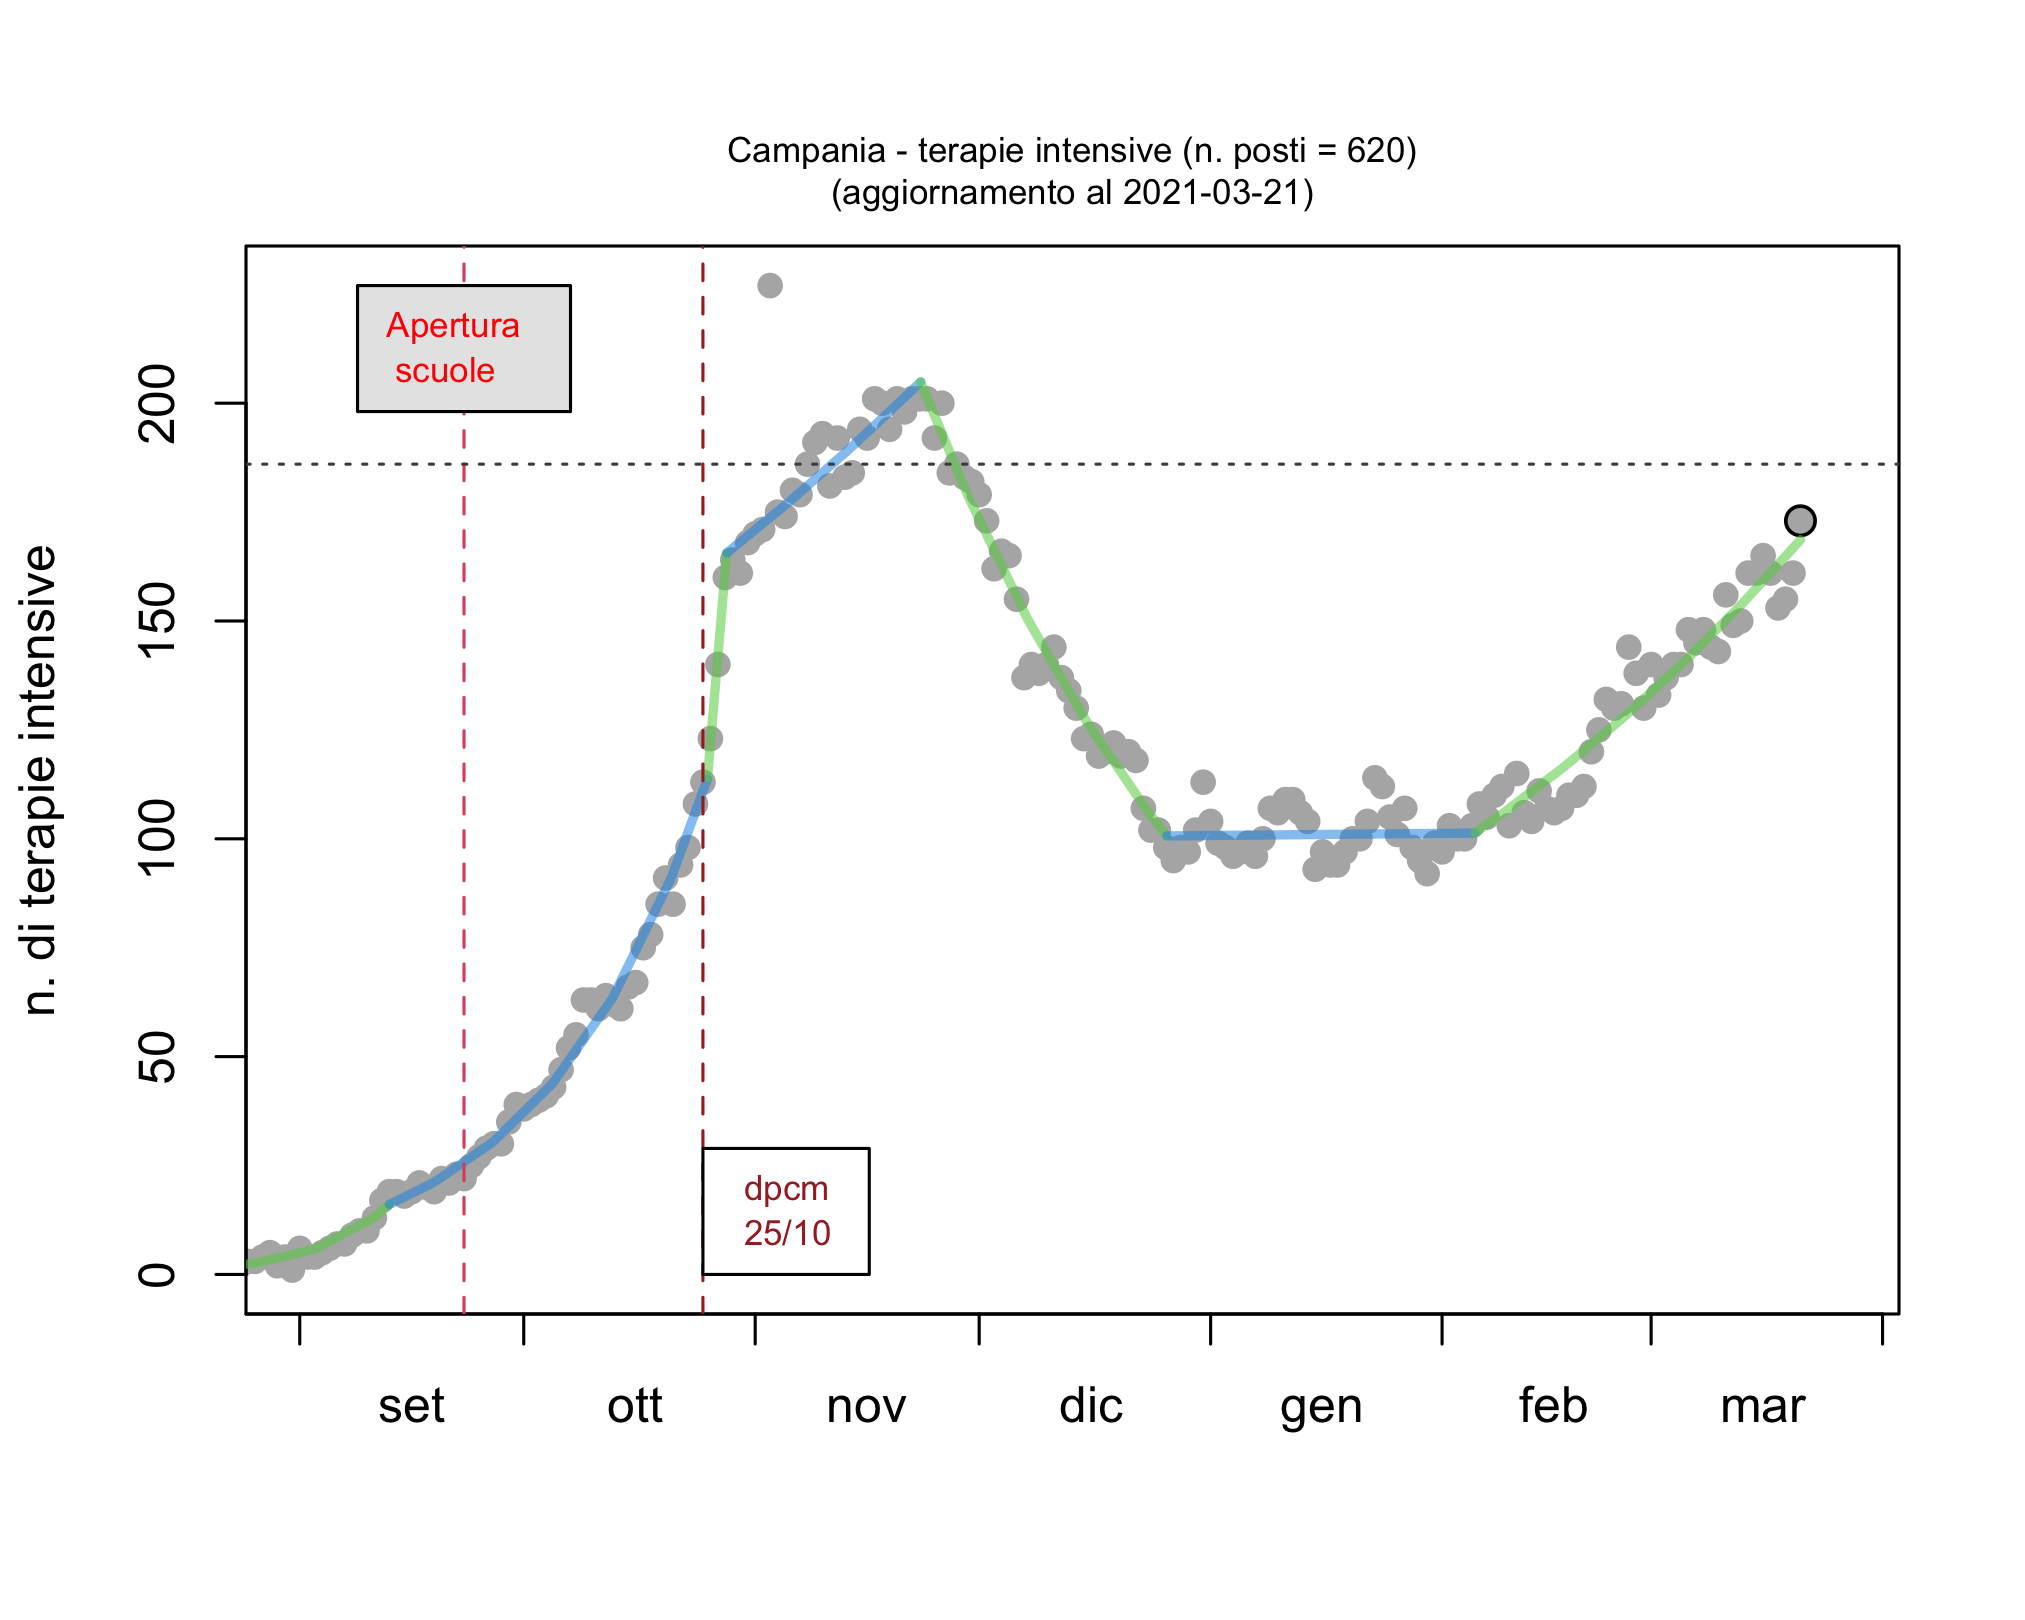 Campania - terapie intensive (n. posti = 620)
(aggiornamento al 2021-03-21)
n. di terapie intensive
200
150
100
50
0
Apertura
scuole
dpcm
25/10
set
ott
nov
dic
gen
feb
mar